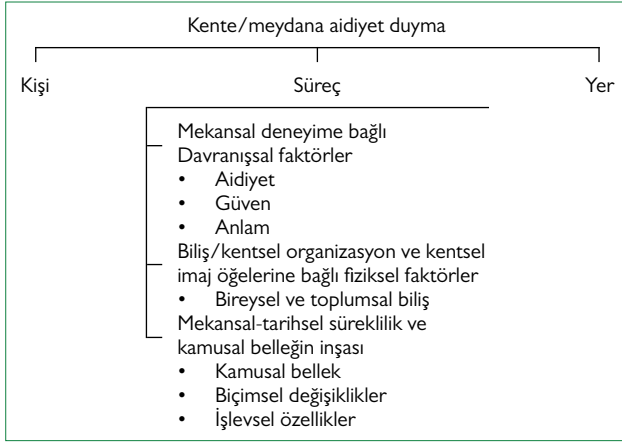 Kente/meydana aidiyet duyma
Kişi Süreç Yer
Mekansal deneyime bağlı
Davranışsal faktörler
• Aidiyet
• Güven
• Anlam
Biliş/kentsel organizasyon ve kentsel
imaj öğelerine bağlı fiziksel faktörler
• Bireysel ve toplumsal biliş
Mekansal-tarihsel süreklilik ve
kamusal belleğin inşası
• Kamusal bellek
• Biçimsel değişiklikler
• İşlevsel özellikler